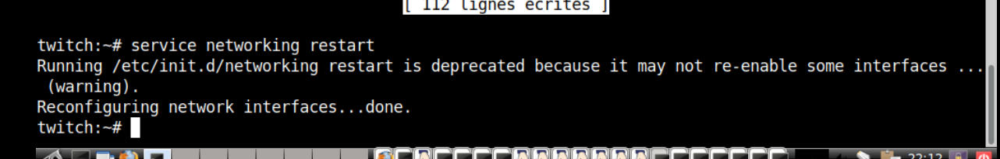 [ 112 lignes écrites ]
twitch:~# service networking restart
Running /etc/init.d/networking restart is deprecated because it may not re-enable some interfaces ...
(warning).
Reconfiguring network interfaces...done.
twitch:~#
22:12